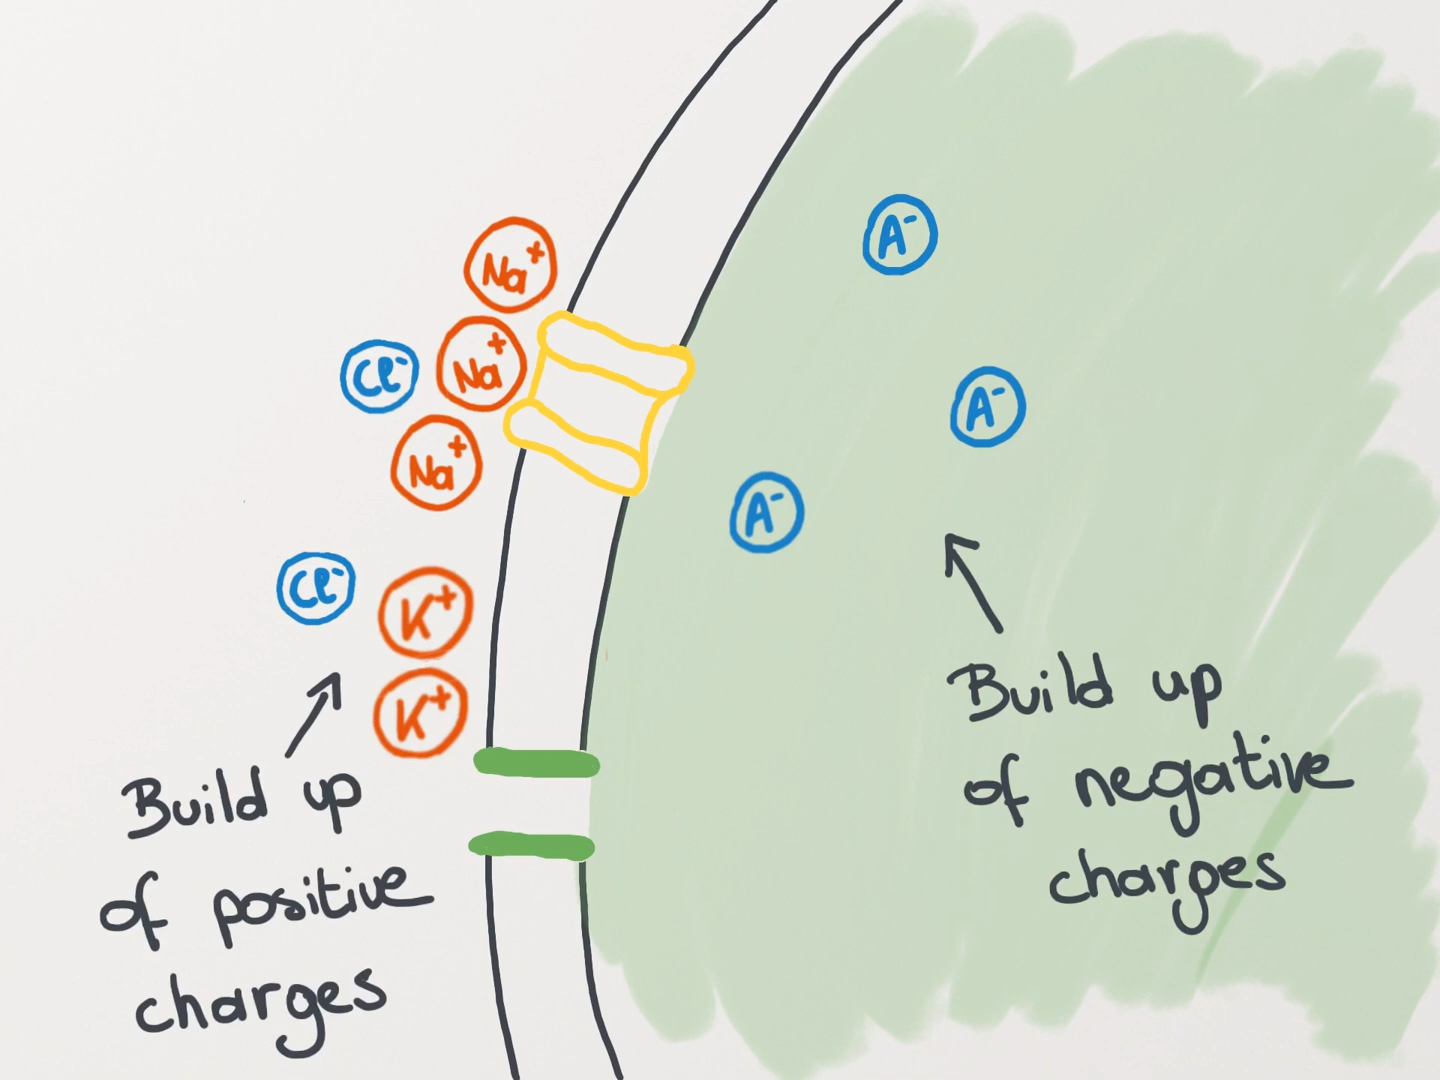 Na+
Na+
Cl-
Na+
Cl-
K+
K+
Build up
of positive
charges
A-
A-
A-
Build up
of negative
charges